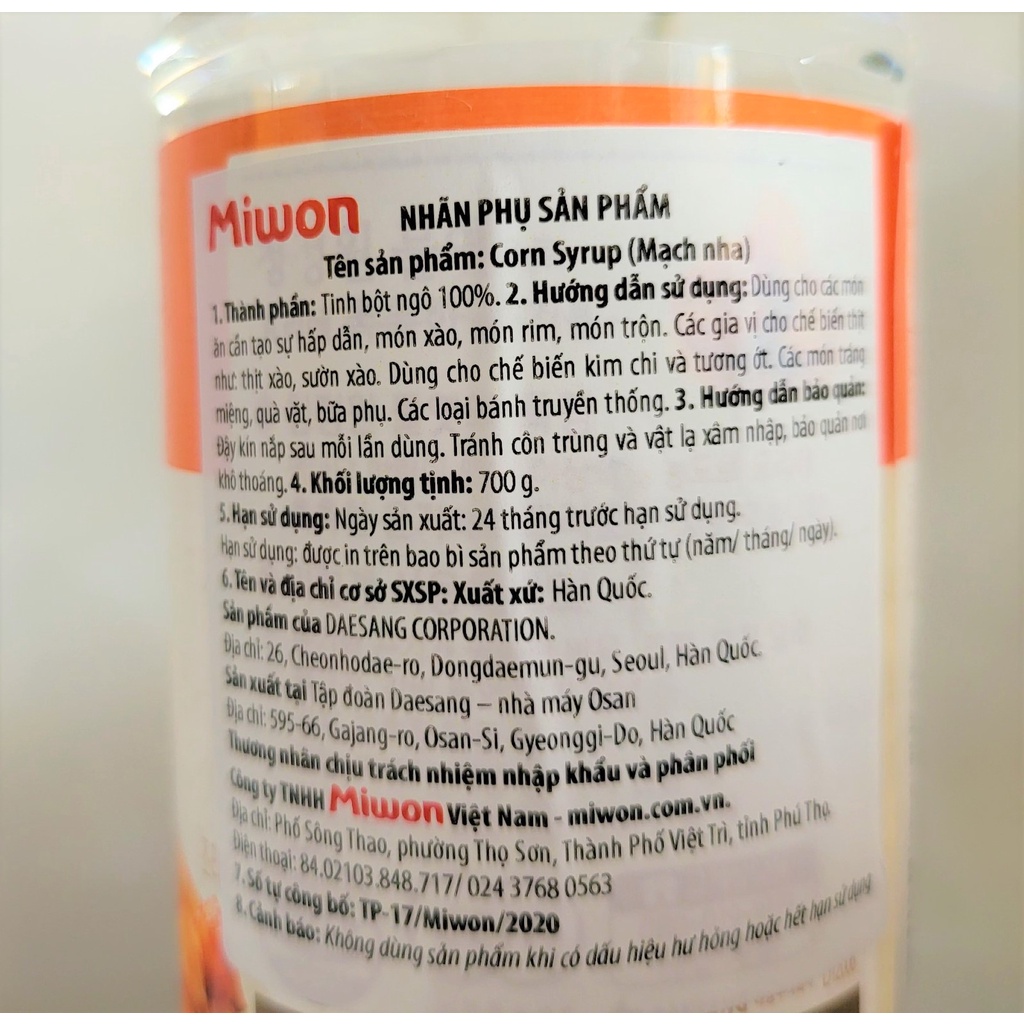 Miwon NHÃN PHỤ SẢN PHẨM
Tên sản phẩm: Corn Syrup (Mạch nha)
1. Thành phần: Tinh bột ngô 100%. 2. Hướng dẫn sử dụng: Dùng cho các món
ăn cần tạo sự hấp dẫn, món xào, món rim, món trộn. Các gia vị cho chế biến thịt
như: thịt xào, sườn xào. Dùng cho chế biến kim chi và tương ớt. Các món tráng
miệng, quà vặt, bữa phụ. Các loại bánh truyền thống. 3. Hướng dẫn bảo quản:
Đậy kín nắp sau mỗi lần dùng. Tránh côn trùng và vật lạ xâm nhập, bảo quản nơi
khô thoáng. 4. Khối lượng tịnh: 700 g.
5. Hạn sử dụng: Ngày sản xuất: 24 tháng trước hạn sử dụng.
Hạn sử dụng: được in trên bao bì sản phẩm theo thứ tự (năm/ tháng/ ngày).
6. Tên và địa chỉ cơ sở SXSP: Xuất xứ: Hàn Quốc.
Sản phẩm của DAESANG CORPORATION.
Địa chỉ: 26, Cheonhodae-ro, Dongdaemun-gu, Seoul, Hàn Quốc.
Sản xuất tại Tập đoàn Daesang – nhà máy Osan
Địa chỉ: 595-66, Gajang-ro, Osan-Si, Gyeonggi-Do, Hàn Quốc
Thương nhân chịu trách nhiệm nhập khẩu và phân phối
Công ty TNHH Miwon Việt Nam - miwon.com.vn.
Địa chỉ: Phố Sông Thao, phường Thọ Sơn, Thành Phố Việt Trì, tỉnh Phú Thọ
Điện thoại: 84.02103.848.717/ 024 3768 0563
7. Số tự công bố: TP-17/Miwon/2020
8. Cảnh báo: Không dùng sản phẩm khi có dấu hiệu hư hỏng hoặc hết hạn sử dụng